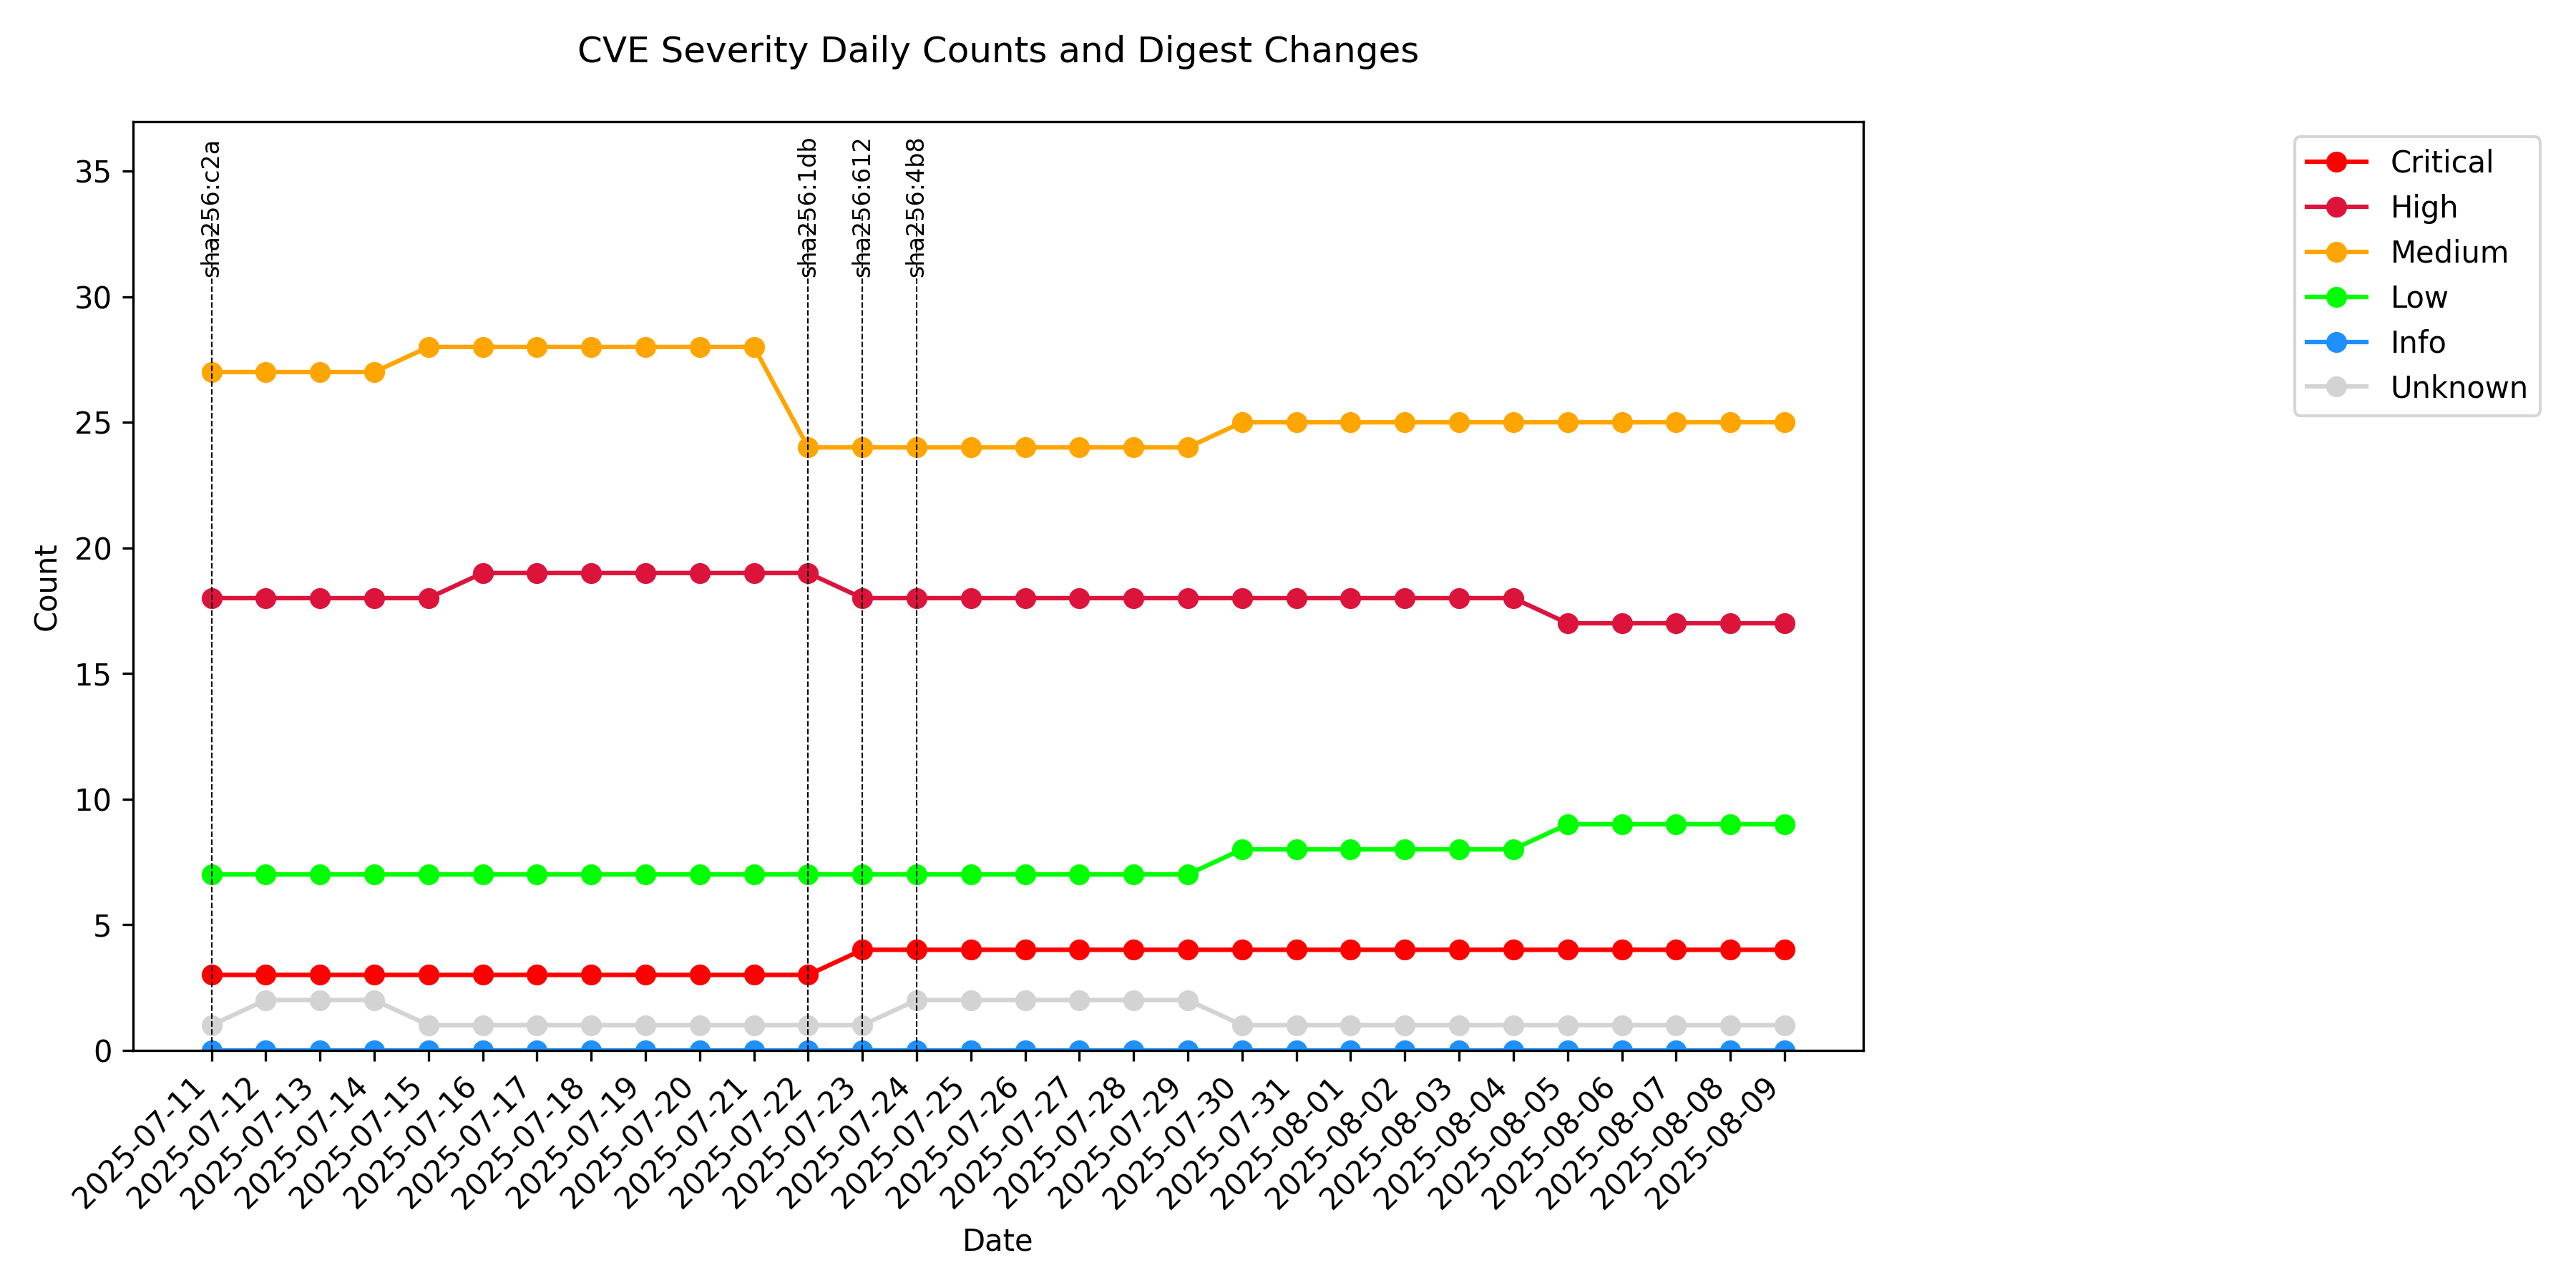 CVE Severity Daily Counts and Digest Changes
sha256:c2a
sha256:1db
sha256:612
sha256:4b8
35
30
25
20
15
10
5
0
Count
2025-07-11
2025-07-12
2025-07-13
2025-07-14
2025-07-15
2025-07-16
2025-07-17
2025-07-18
2025-07-19
2025-07-20
2025-07-21
2025-07-22
2025-07-23
2025-07-24
2025-07-25
2025-07-26
2025-07-27
2025-07-28
2025-07-29
2025-07-30
2025-07-31
2025-08-01
2025-08-02
2025-08-03
2025-08-04
2025-08-05
2025-08-06
2025-08-07
2025-08-08
2025-08-09
Date
Critical
High
Medium
Low
Info
Unknown